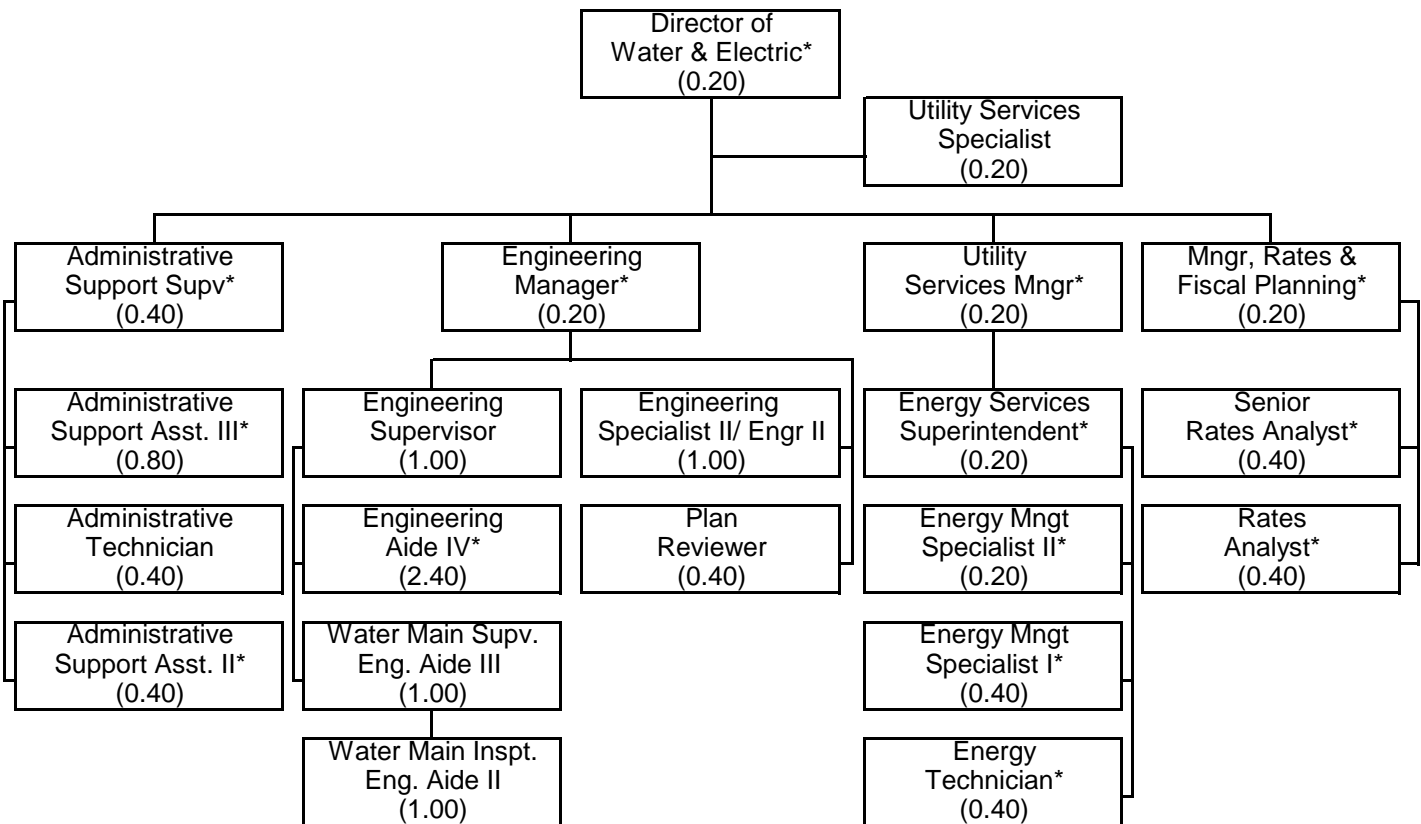 Director of
Water & Electric*
(0.20)
Utility Services
Specialist
(0.20)
Administrative
Support Supv*
(0.40)
Engineering
Manager*
(0.20)
Utility
Services Mngr*
(0.20)
Mngr, Rates &
Fiscal Planning*
(0.20)
Administrative
Support Asst. III*
(0.80)
Engineering
Supervisor
(1.00)
Engineering
Specialist II/ Engr II
(1.00)
Energy Services
Superintendent*
(0.20)
Senior
Rates Analyst*
(0.40)
Administrative
Technician
(0.40)
Engineering
Aide IV*
(2.40)
Plan
Reviewer
(0.40)
Energy Mngt
Specialist II*
(0.20)
Rates
Analyst*
(0.40)
Administrative
Support Asst. II*
(0.40)
Water Main Supv.
Eng. Aide III
(1.00)
Energy Mngt
Specialist I*
(0.40)
Water Main Inspt.
Eng. Aide II
(1.00)
Energy
Technician*
(0.40)